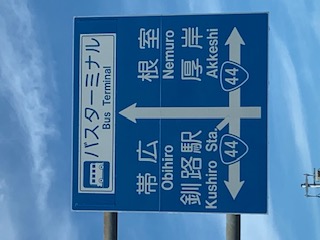 バスターミナル
Bus Terminal
帯広
Obihiro
釧路駅
Kushiro Sta.
44
根室
Nemuro
厚岸
Akkeshi
44